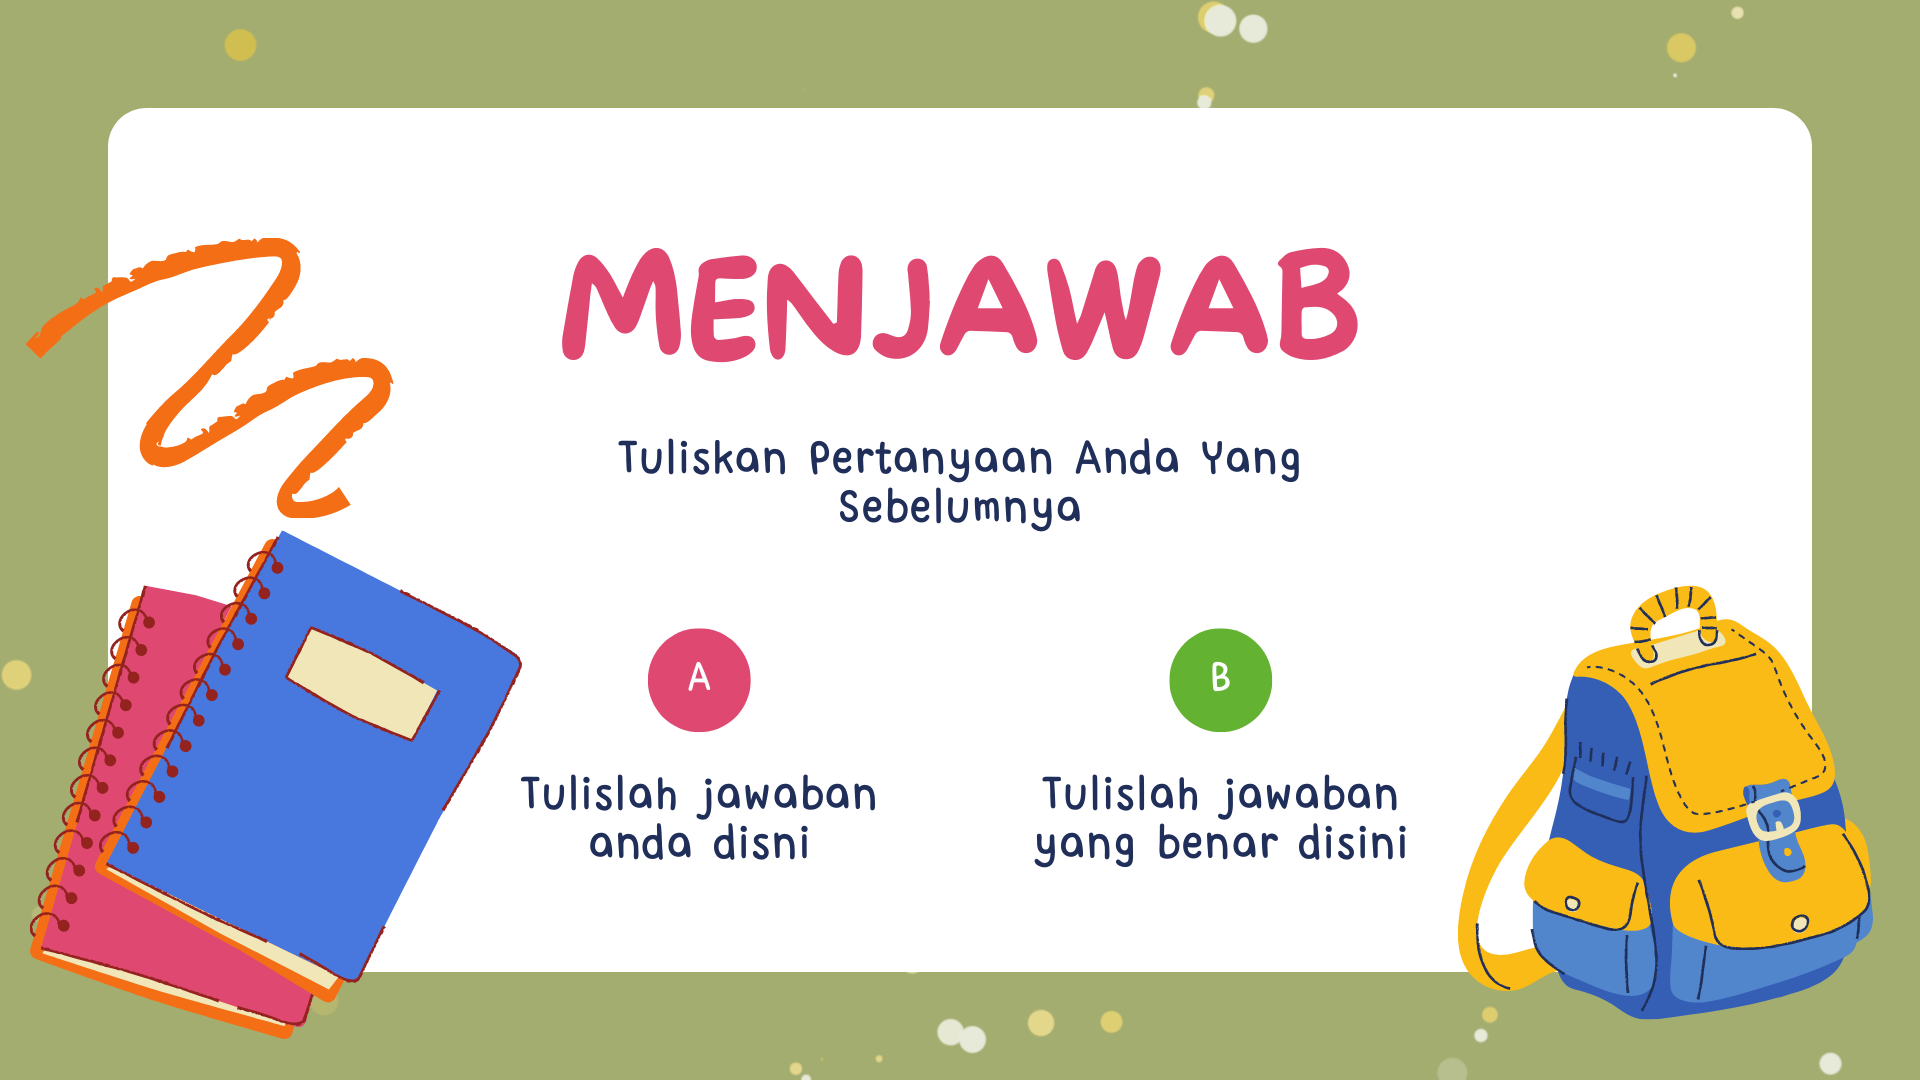 MENJAWAB
Tuliskan Pertanyaan Anda Yang
Sebelumnya
A
Tulislah jawaban
anda disni
B
Tulislah jawaban
yang benar disini